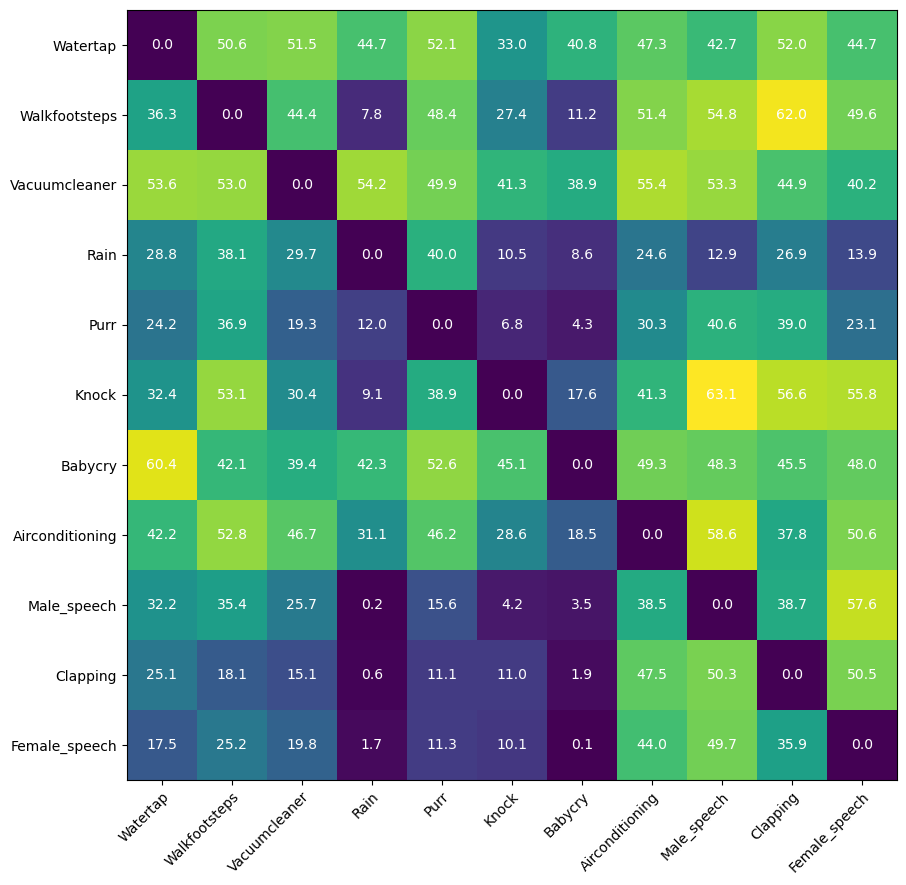 Watertap 0.0 50.6 51.5 44.7 52.1 33.0 40.8 47.3 42.7 52.0 44.7
Walkfootsteps 36.3 0.0 44.4 7.8 48.4 27.4 11.2 51.4 54.8 62.0 49.6
Vacuumcleaner 53.6 53.0 0.0 54.2 49.9 41.3 38.9 55.4 53.3 44.9 40.2
Rain 28.8 38.1 29.7 0.0 40.0 10.5 8.6 24.6 12.9 26.9 13.9
Purr 24.2 36.9 19.3 12.0 0.0 6.8 4.3 30.3 40.6 39.0 23.1
Knock 32.4 53.1 30.4 9.1 38.9 0.0 17.6 41.3 63.1 56.6 55.8
Babycry 60.4 42.1 39.4 42.3 52.6 45.1 0.0 49.3 48.3 45.5 48.0
Airconditioning 42.2 52.8 46.7 31.1 46.2 28.6 18.5 0.0 58.6 37.8 50.6
Male_speech 32.2 35.4 25.7 0.2 15.6 4.2 3.5 38.5 0.0 38.7 57.6
Clapping 25.1 18.1 15.1 0.6 11.1 11.0 1.9 47.5 50.3 0.0 50.5
Female_speech 17.5 25.2 19.8 1.7 11.3 10.1 0.1 44.0 49.7 35.9 0.0
Watertap Walkfootsteps Vacuumcleaner Rain Purr Knock Babycry Airconditioning Male_speech Clapping Female_speech